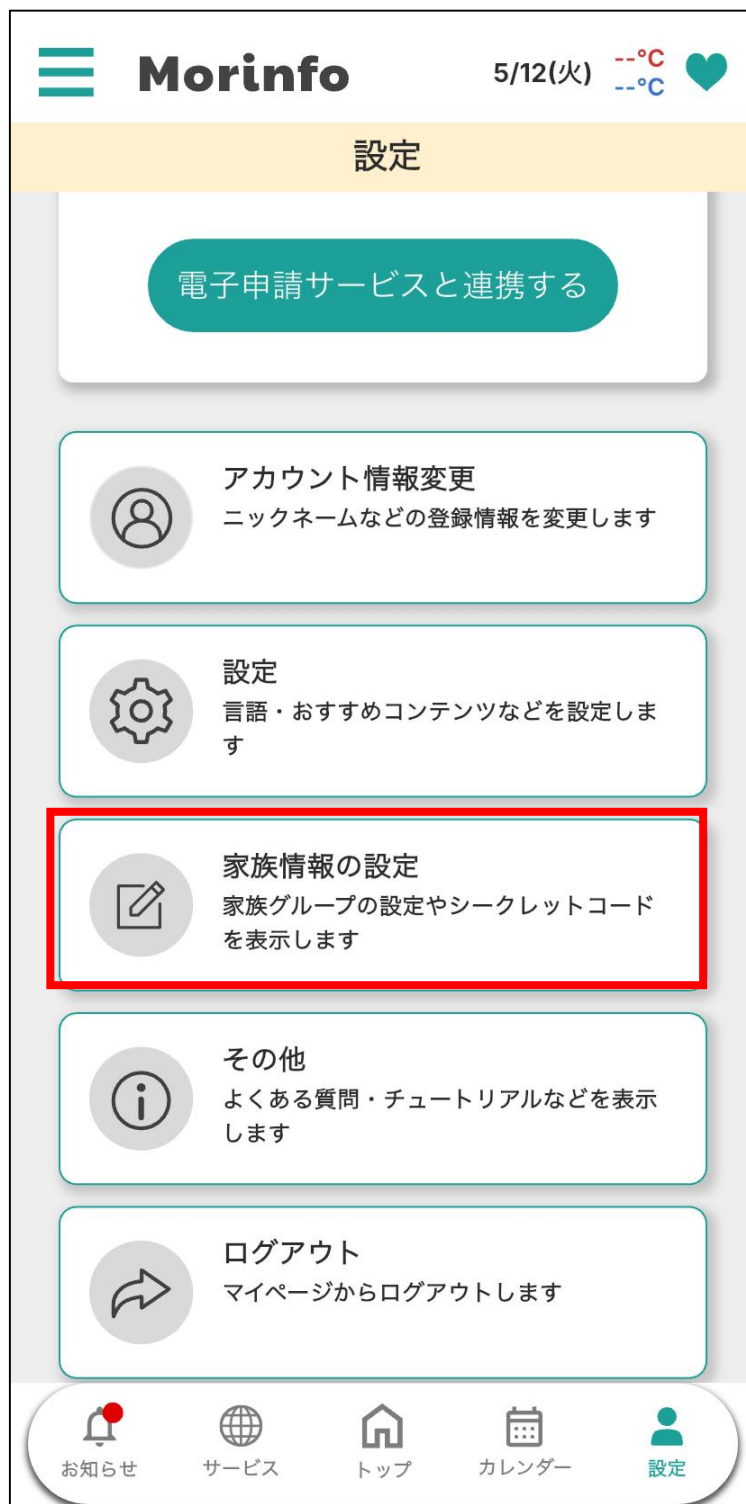 Morinfo
5/12(火)
--°C
--°C
設定
電子申請サービスと連携する
アカウント情報変更
ニックネームなどの登録情報を変更します
設定
言語・おすすめコンテンツなどを設定しま
す
家族情報の設定
家族グループの設定やシークレットコード
を表示します
その他
よくある質問・チュートリアルなどを表示
します
ログアウト
マイページからログアウトします
お知らせ
サービス
トップ
カレンダー
設定